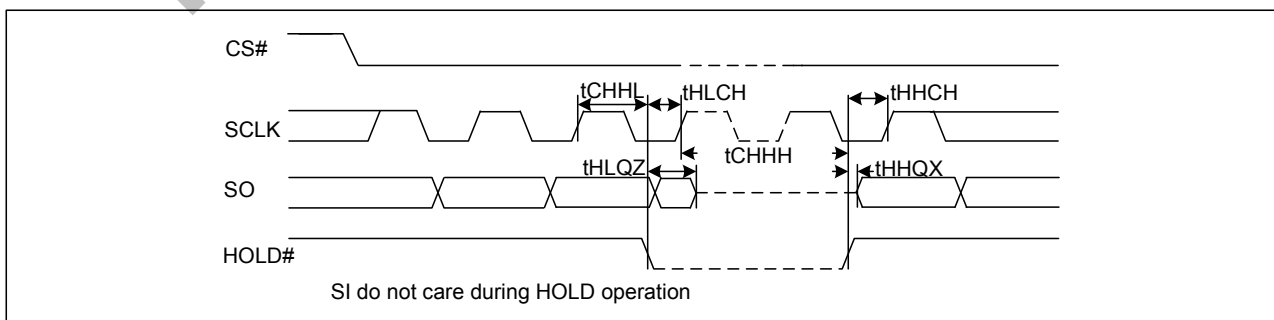 CS#
tCHHL tHLCH tHHCH
SCLK
tCHHH
tHLQZ tHHQX
SO
HOLD#
SI do not care during HOLD operation